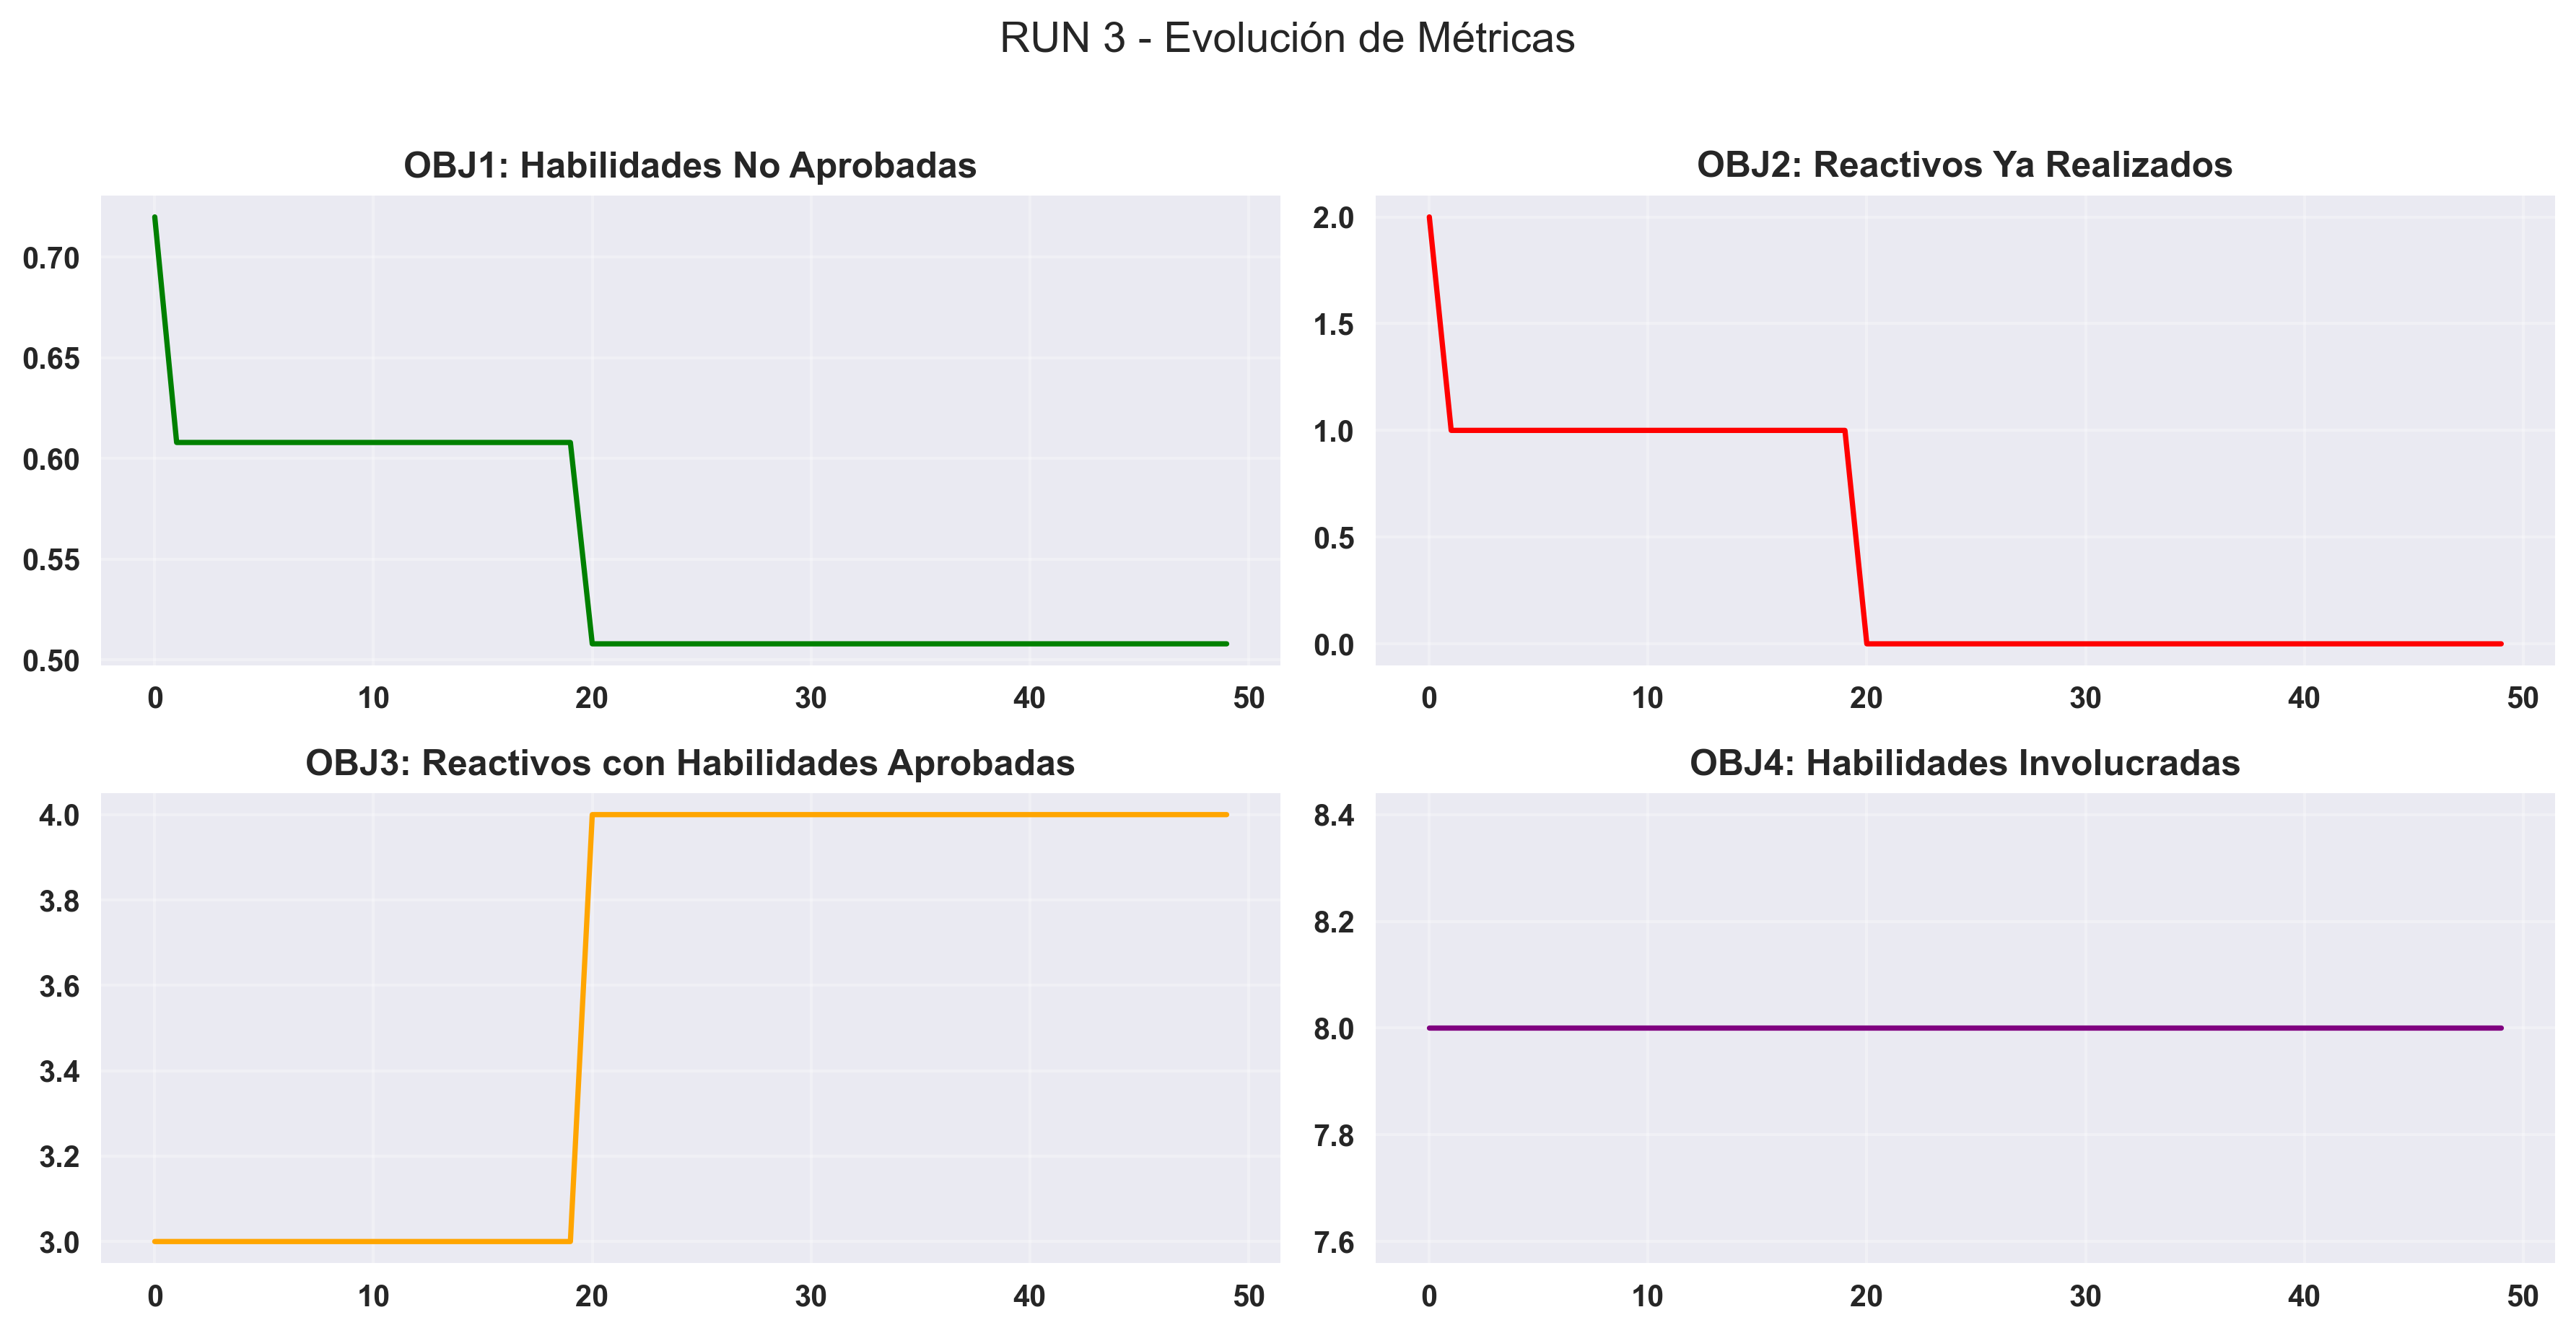 RUN 3 - Evolución de Métricas
OBJ1: Habilidades No Aprobadas
0.70
0.65
0.60
0.55
0.50
0 10 20 30 40 50
OBJ2: Reactivos Ya Realizados
2.0
1.5
1.0
0.5
0.0
0 10 20 30 40 50
OBJ3: Reactivos con Habilidades Aprobadas
4.0
3.8
3.6
3.4
3.2
3.0
0 10 20 30 40 50
OBJ4: Habilidades Involucradas
8.4
8.2
8.0
7.8
7.6
0 10 20 30 40 50